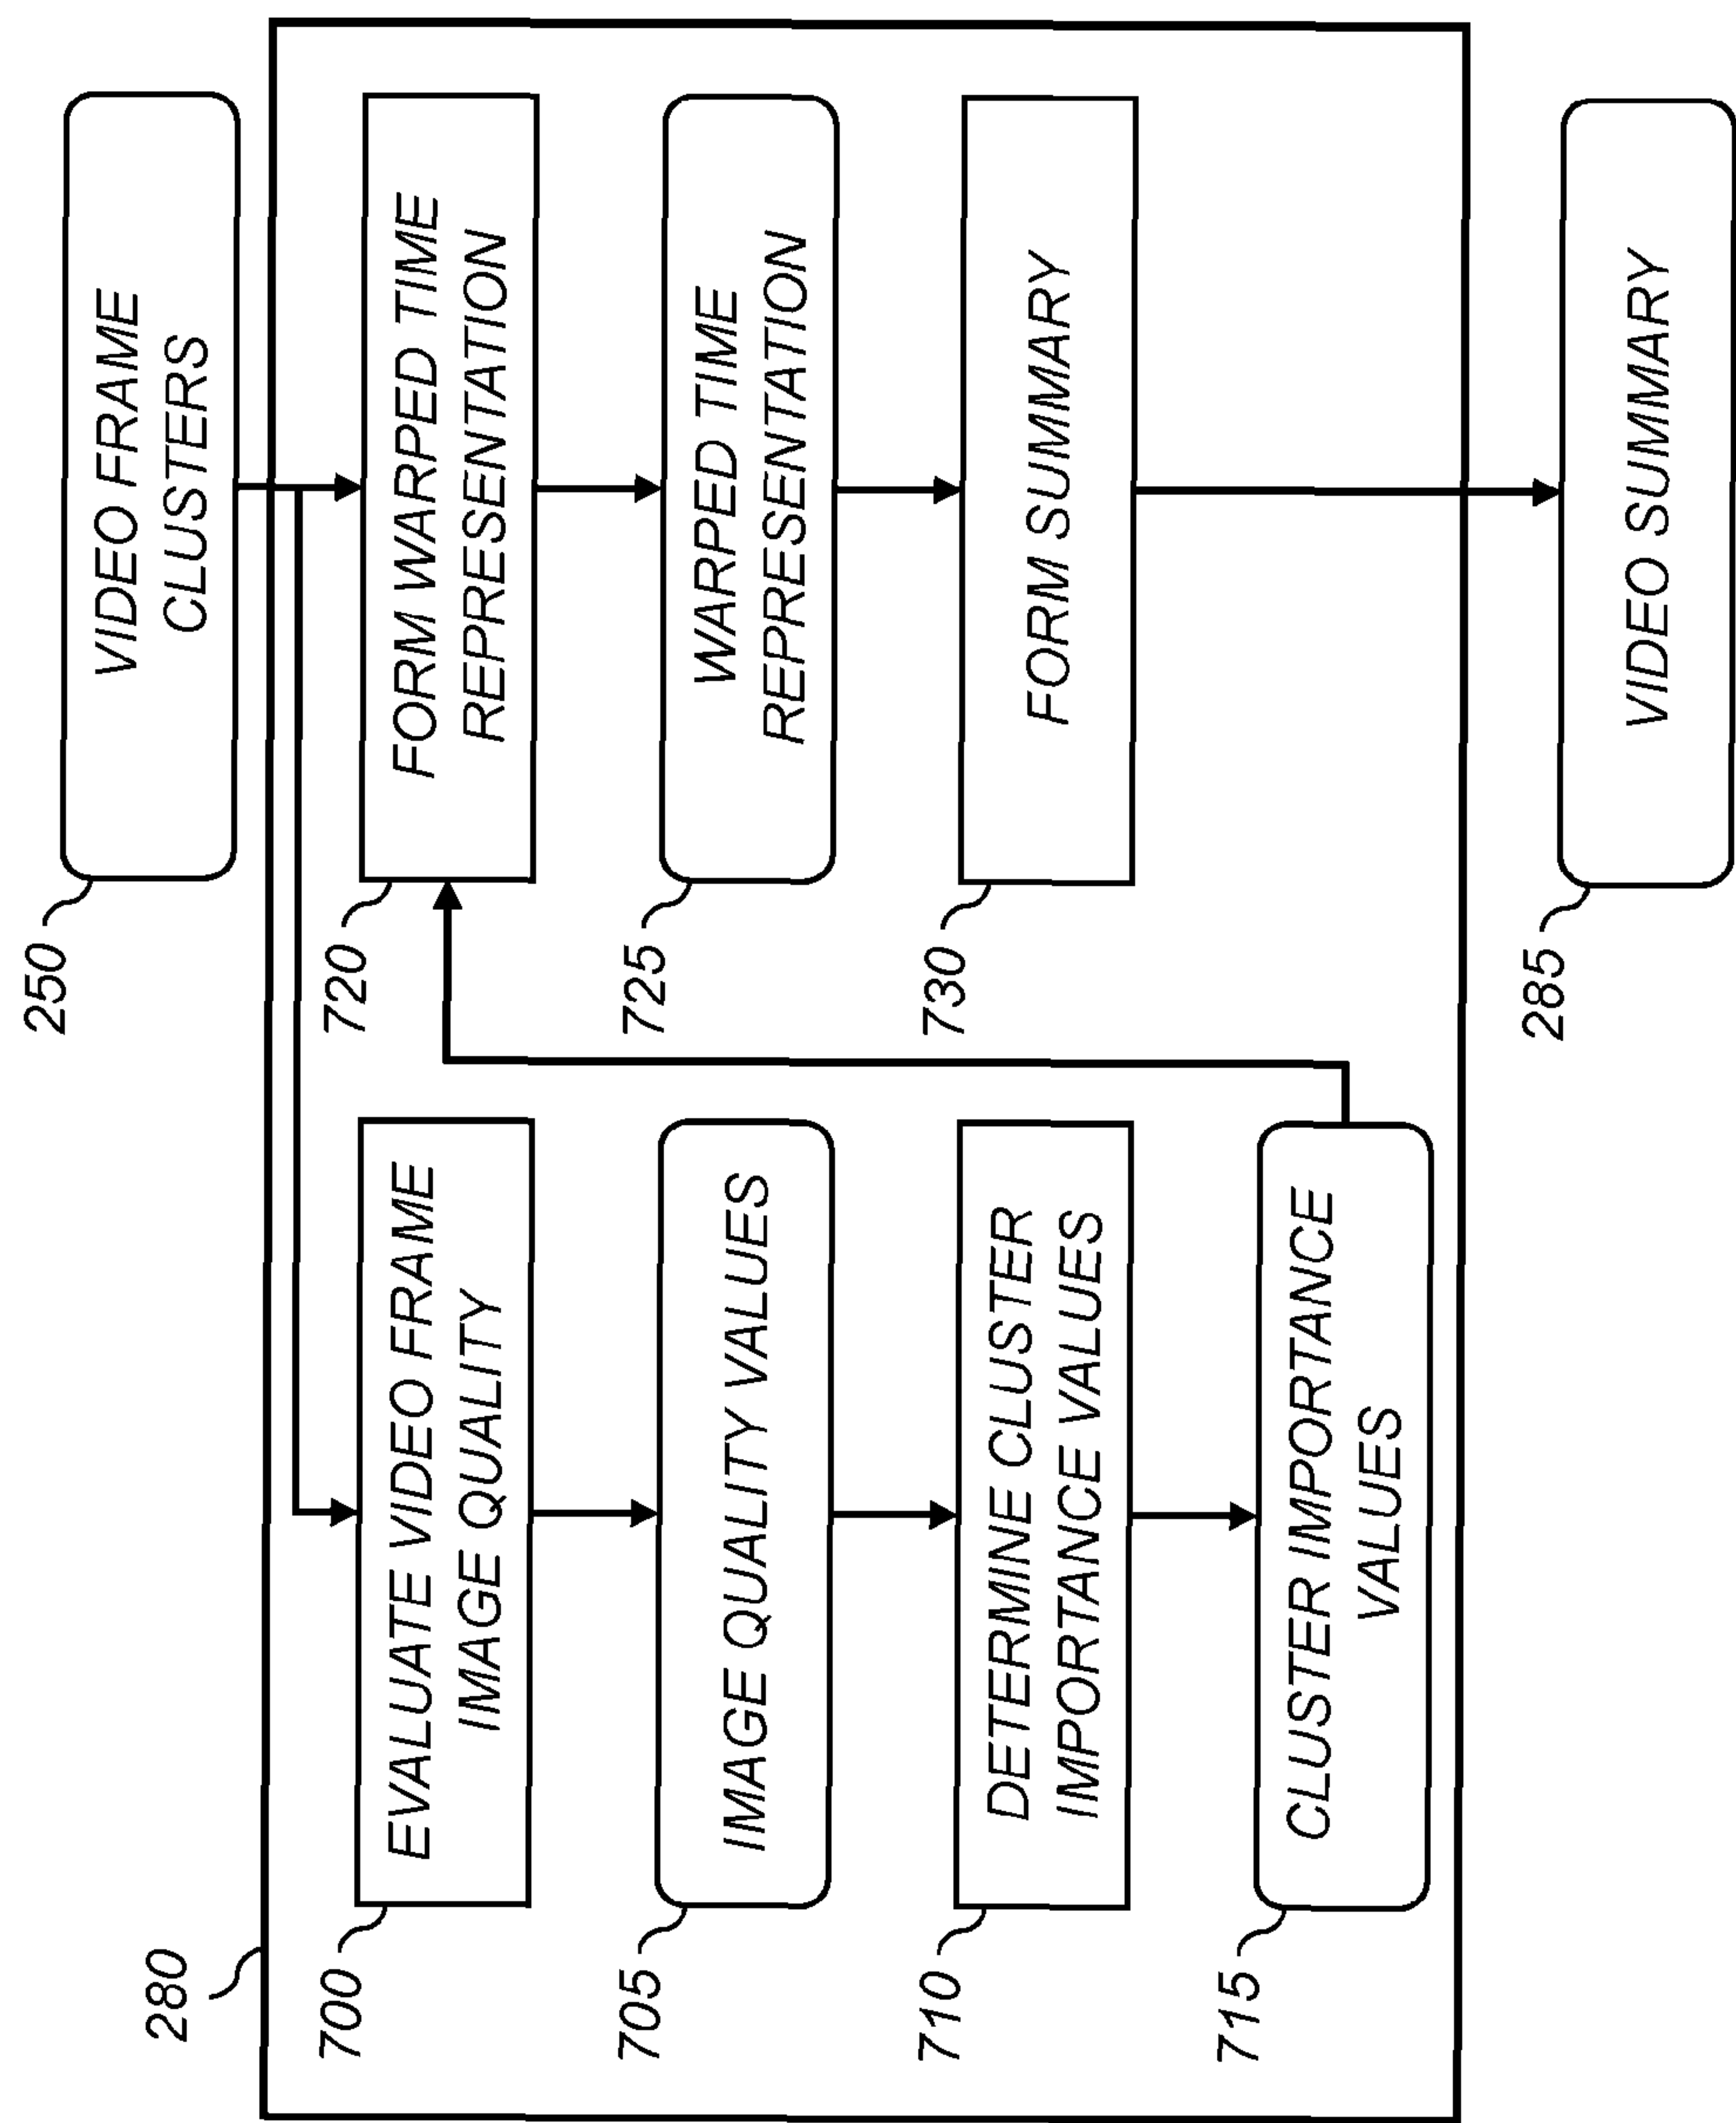 250
VIDEO FRAME
CLUSTERS
280
700
EVALUATE VIDEO FRAME
IMAGE QUALITY
720
FORM WARPED TIME
REPRESENTATION
705
IMAGE QUALITY VALUES
725
WARPED TIME
REPRESENTATION
710
DETERMINE CLUSTER
IMPORTANCE VALUES
730
FORM SUMMARY
715
CLUSTER IMPORTANCE
VALUES
285
VIDEO SUMMARY